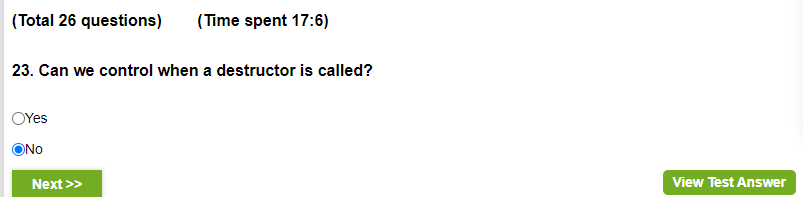 (Total 26 questions) (Time spent 17:6)
23. Can we control when a destructor is called?
Yes
No
Next >>
View Test Answer